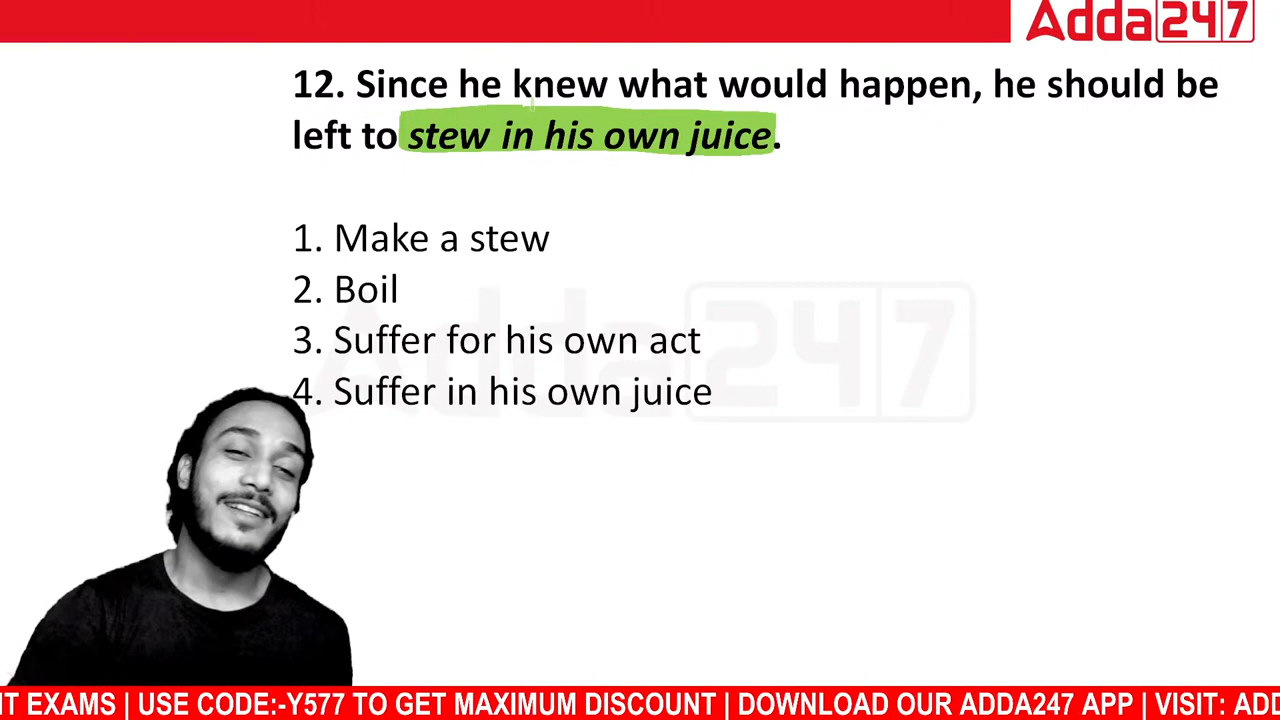 Adda247
12. Since he knew what would happen, he should be
left to stew in his own juice.
1. Make a stew
2. Boil
3. Suffer for his own act
4. Suffer in his own juice
Adda247
IT EXAMS | USE CODE:-Y577 TO GET MAXIMUM DISCOUNT | DOWNLOAD OUR ADDA247 APP | VISIT: ADD